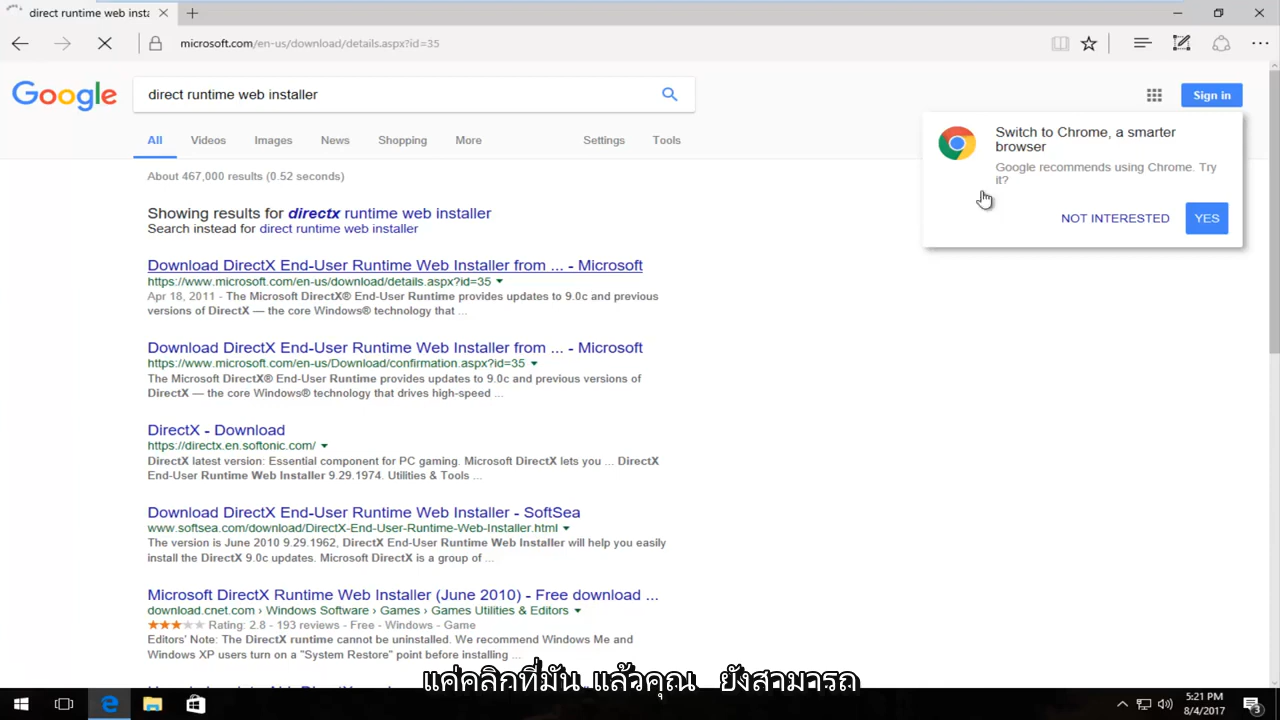 direct runtime web insta
microsoft.com/en-us/download/details.aspx?id=35
Google
direct runtime web installer
Sign in
All
Videos
Images
News
Shopping
More
Settings
Tools
Switch to Chrome, a smarter
browser
Google recommends using Chrome. Try
it?
NOT INTERESTED
YES
About 467,000 results (0.52 seconds)
Showing results for directx runtime web installer
Search instead for direct runtime web installer
Download DirectX End-User Runtime Web Installer from ... - Microsoft
https://www.microsoft.com/en-us/download/details.aspx?id=35
Apr 18, 2011 - The Microsoft DirectX® End-User Runtime provides updates to 9.0c and previous
versions of DirectX — the core Windows® technology that ...
Download DirectX End-User Runtime Web Installer from ... - Microsoft
https://www.microsoft.com/en-us/Download/confirmation.aspx?id=35
The Microsoft DirectX® End-User Runtime provides updates to 9.0c and previous versions of
DirectX — the core Windows® technology that drives high-speed ...
DirectX - Download
https://directx.en.softonic.com/
DirectX latest version: Essential component for PC gaming. Microsoft DirectX lets you ... DirectX
End-User Runtime Web Installer 9.29.1974. Utilities & Tools ...
Download DirectX End-User Runtime Web Installer - SoftSea
www.softsea.com/download/DirectX-End-User-Runtime-Web-Installer.html
The version is June 2010 9.29.1962, DirectX End-User Runtime Web Installer will help you easily
install the DirectX 9.0c updates. Microsoft DirectX is a group of ...
Microsoft DirectX Runtime Web Installer (June 2010) - Free download ...
download.cnet.com › Windows Software › Games › Games Utilities & Editors
Rating: 2.8 - 193 reviews - Free - Windows - Game
Editors' Note: The DirectX runtime cannot be uninstalled. We recommend Windows Me and
Windows XP users turn on a "System Restore" point before installing ...
แค่คลิกที่มัน แล้วคุณ ยังสามารถ
5:21 PM
8/4/2017
3